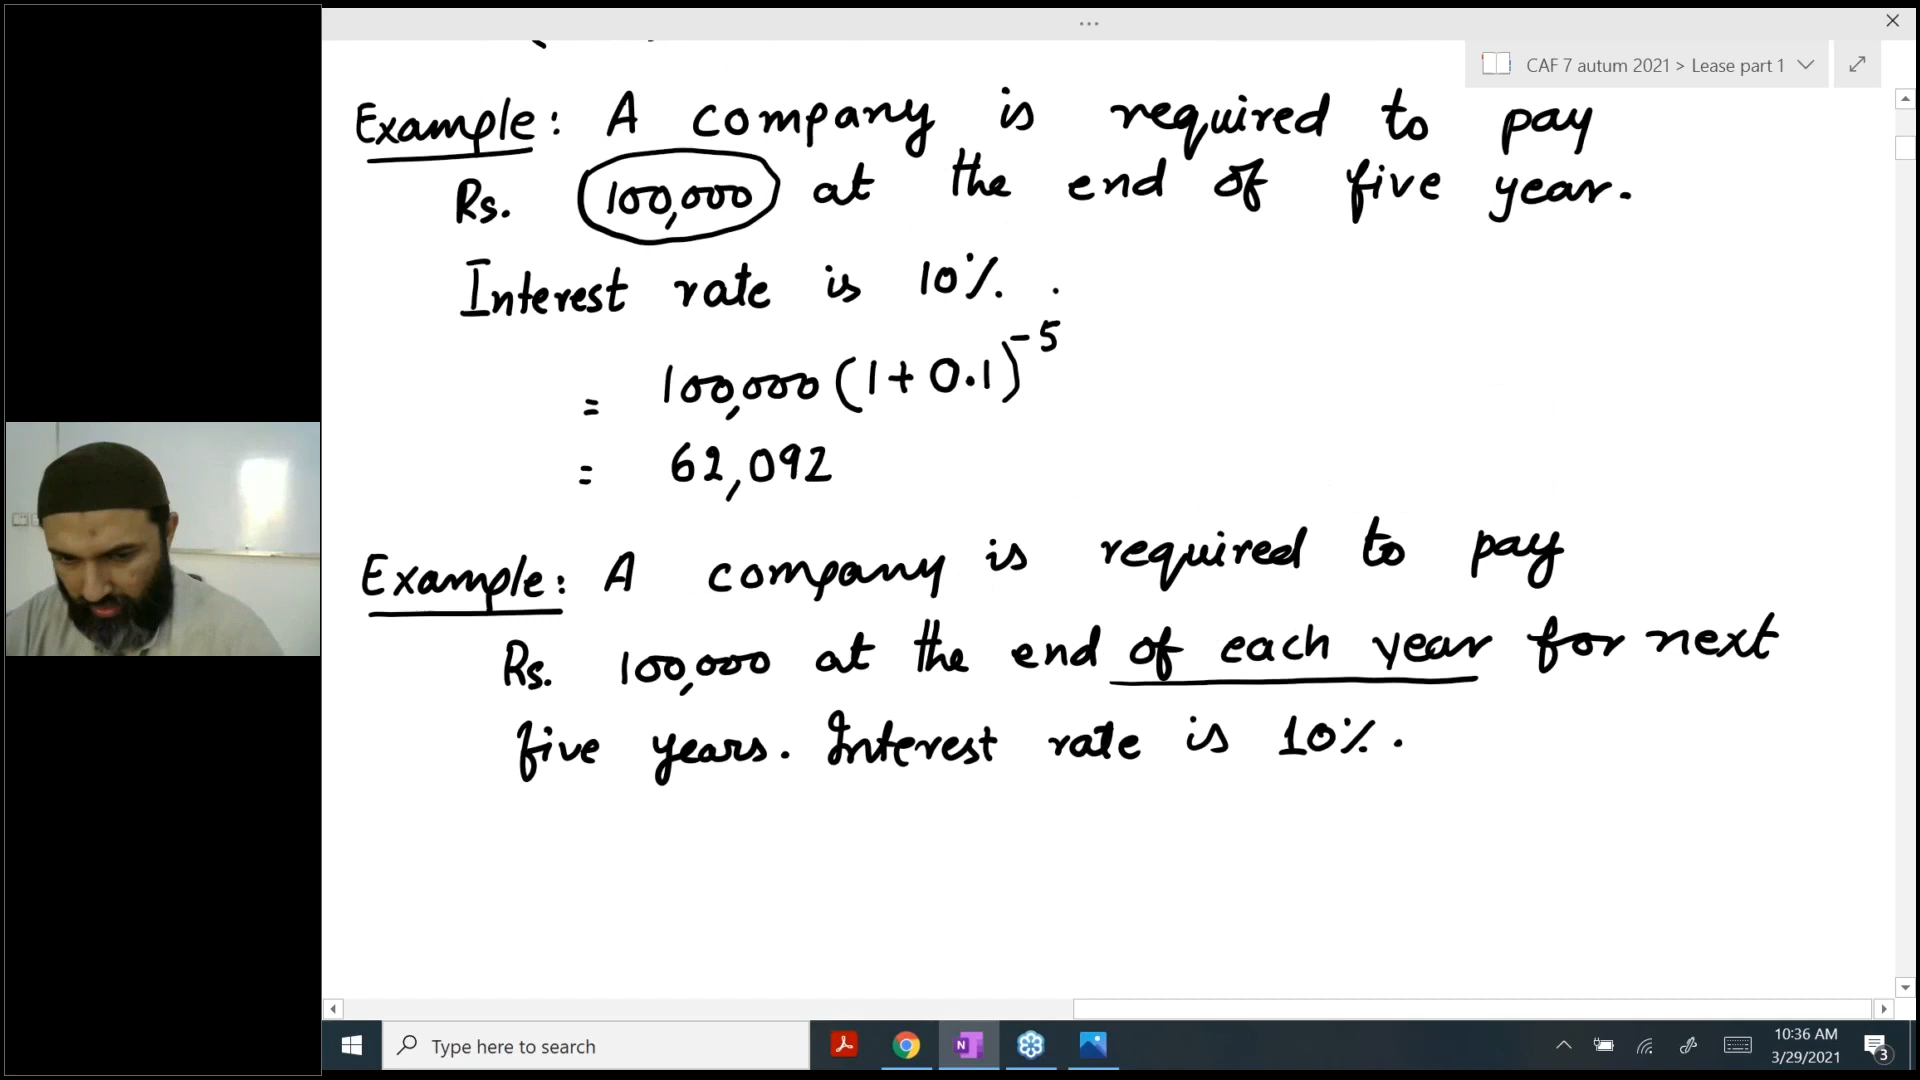 CAF 7 autum 2021 > Lease part 1
Example: A company is required to pay
Rs. 100,000 at the end of five year.
Interest rate is 10%.
= 100,000 (1+0.1)^-5
= 62,092
Example: A company is required to pay
Rs. 100,000 at the end of each year for next
five years. Interest rate is 10%.
Type here to search
N
10:36 AM
3/29/2021
3